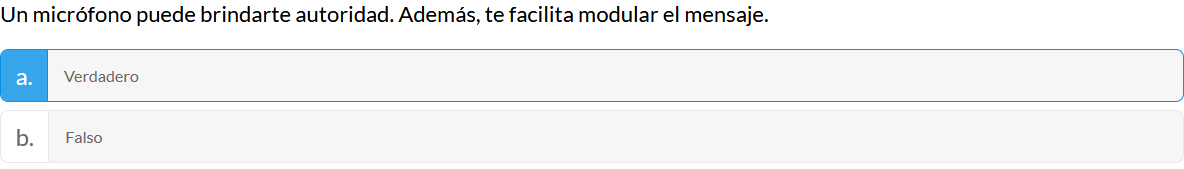 Un micrófono puede brindarte autoridad. Además, te facilita modular el mensaje.
a. Verdadero
b. Falso